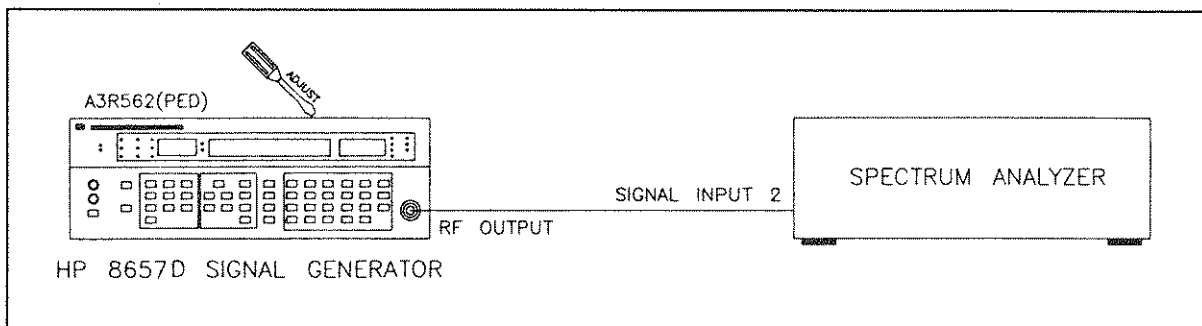 ADJUST
A3R562(PED)
SPECTRUM ANALYZER
SIGNAL INPUT 2
RF OUTPUT
HP 8657D SIGNAL GENERATOR